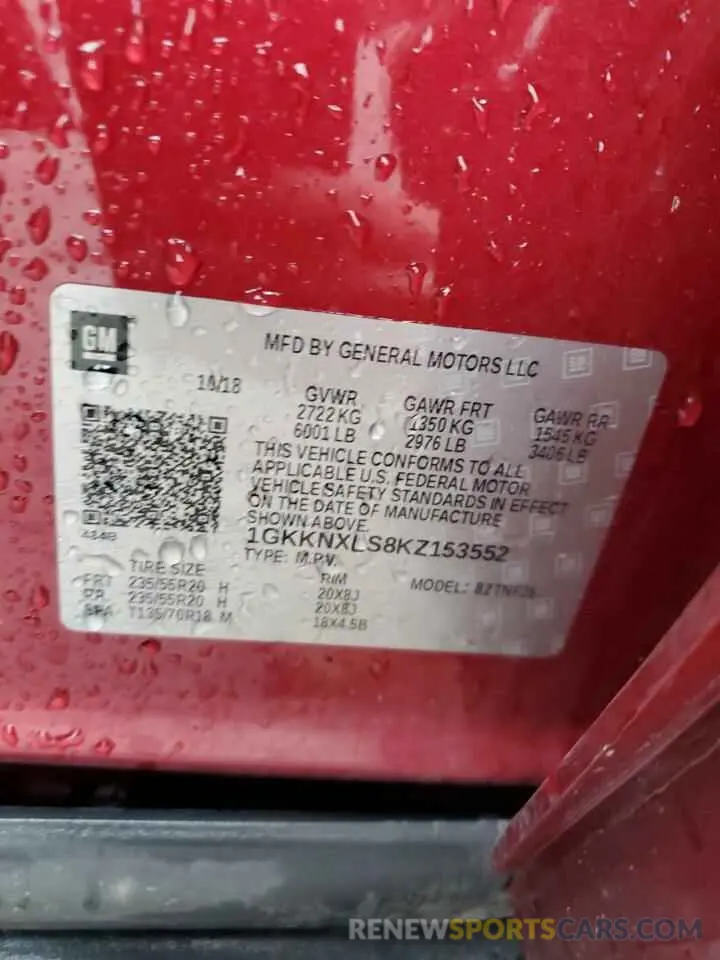 GM
MFD BY GENERAL MOTORS LLC
10/18
GVWR GAWR FRT GAWR RR
2722 KG 1350 KG 1545 KG
6001 LB 2976 LB 3406 LB
THIS VEHICLE CONFORMS TO ALL
APPLICABLE U.S. FEDERAL MOTOR
VEHICLE SAFETY STANDARDS IN EFFECT
ON THE DATE OF MANUFACTURE
SHOWN ABOVE.
1GKKNXLS8KZ153552
TYPE: M.P.V. MODEL:
TIRE SIZE RIM
FRT 235/55R20 H 20X8J
RR 235/55R20 H 20X8J
SPA T135/70R18 M 18X4.5B
RENEWSPORTSCARS.COM